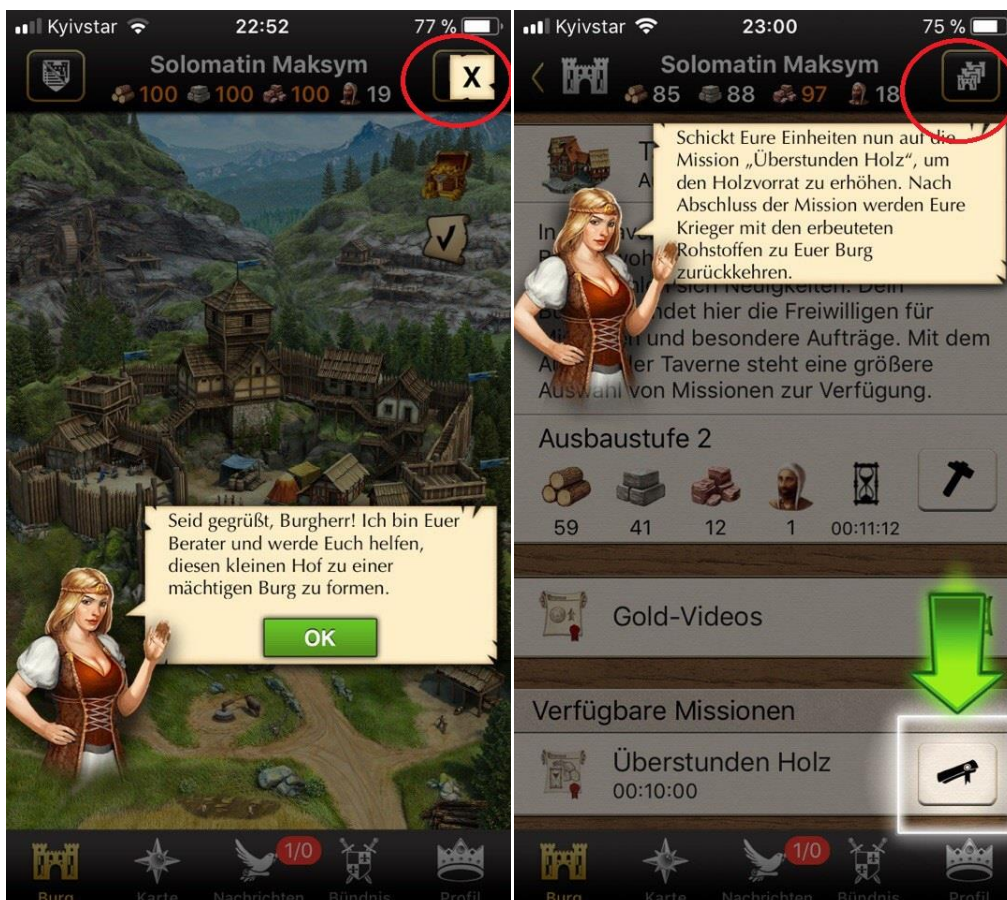 Kyivstar 22:52 77 %
Solomatin Maksym
100 100 100 19
X
Seid gegrüßt, Burgherr! Ich bin Euer
Berater und werde Euch helfen,
diesen kleinen Hof zu einer
mächtigen Burg zu formen.
OK
1/0
Burg Karte Nachrichten Bündnis Profil
Kyivstar 23:00 75 %
Solomatin Maksym
85 88 97 18
Schickt Eure Einheiten nun auf die
Mission „Überstunden Holz“, um
den Holzvorrat zu erhöhen. Nach
Abschluss der Mission werden Eure
Krieger mit den erbeuteten
Rohstoffen zu Euer Burg
zurückkehren.
sich Neuigkeiten. Dein
det hier die Freiwilligen für
und besondere Aufträge. Mit dem
der Taverne steht eine größere
Auswahl von Missionen zur Verfügung.
Ausbaustufe 2
59 41 12 1 00:11:12
Gold-Videos
Verfügbare Missionen
Überstunden Holz
00:10:00
1/0
Burg Karte Nachrichten Bündnis Profil